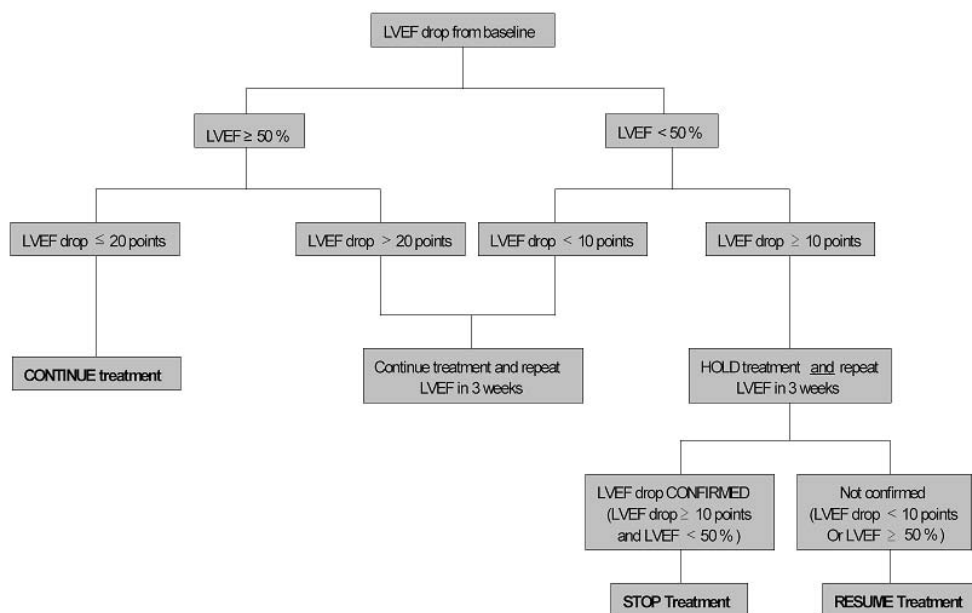 LVEF drop from baseline
LVEF ≥ 50 %
LVEF < 50 %
LVEF drop ≤ 20 points
LVEF drop > 20 points
LVEF drop < 10 points
LVEF drop ≥ 10 points
CONTINUE treatment
Continue treatment and repeat
LVEF in 3 weeks
HOLD treatment and repeat
LVEF in 3 weeks
LVEF drop CONFIRMED
(LVEF drop ≥ 10 points
and LVEF < 50 % )
Not confirmed
(LVEF drop < 10 points
Or LVEF ≥ 50 % )
STOP Treatment
RESUME Treatment